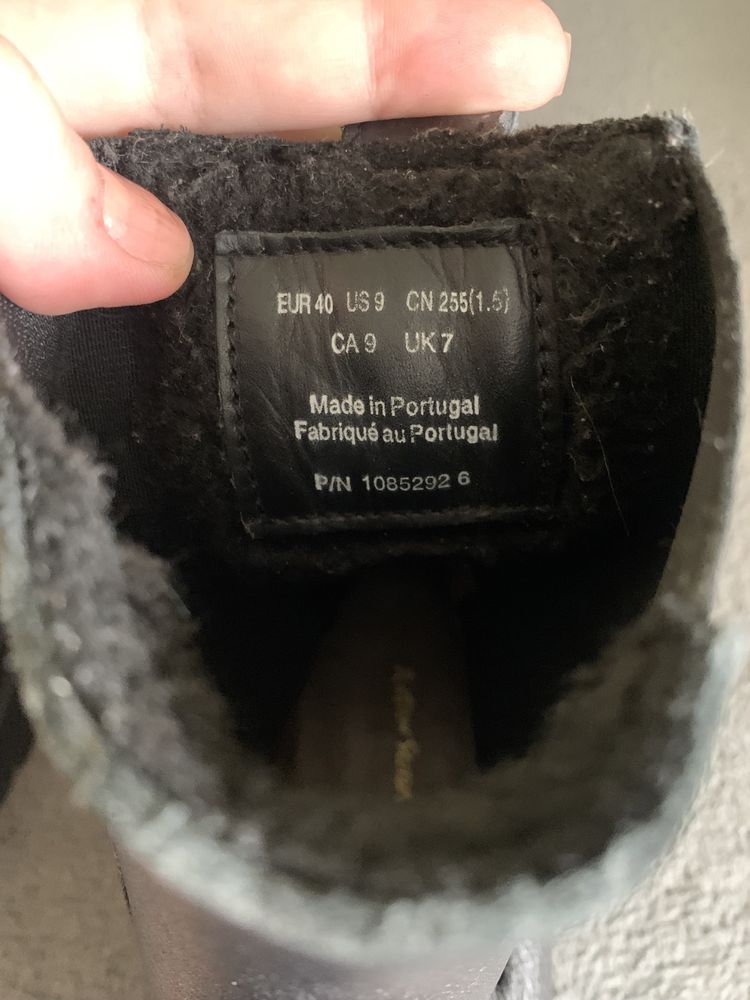 EUR 40 US 9 CN 255(1.5)
CA 9 UK 7
Made in Portugal
Fabriqué au Portugal
P/N 1085292 6